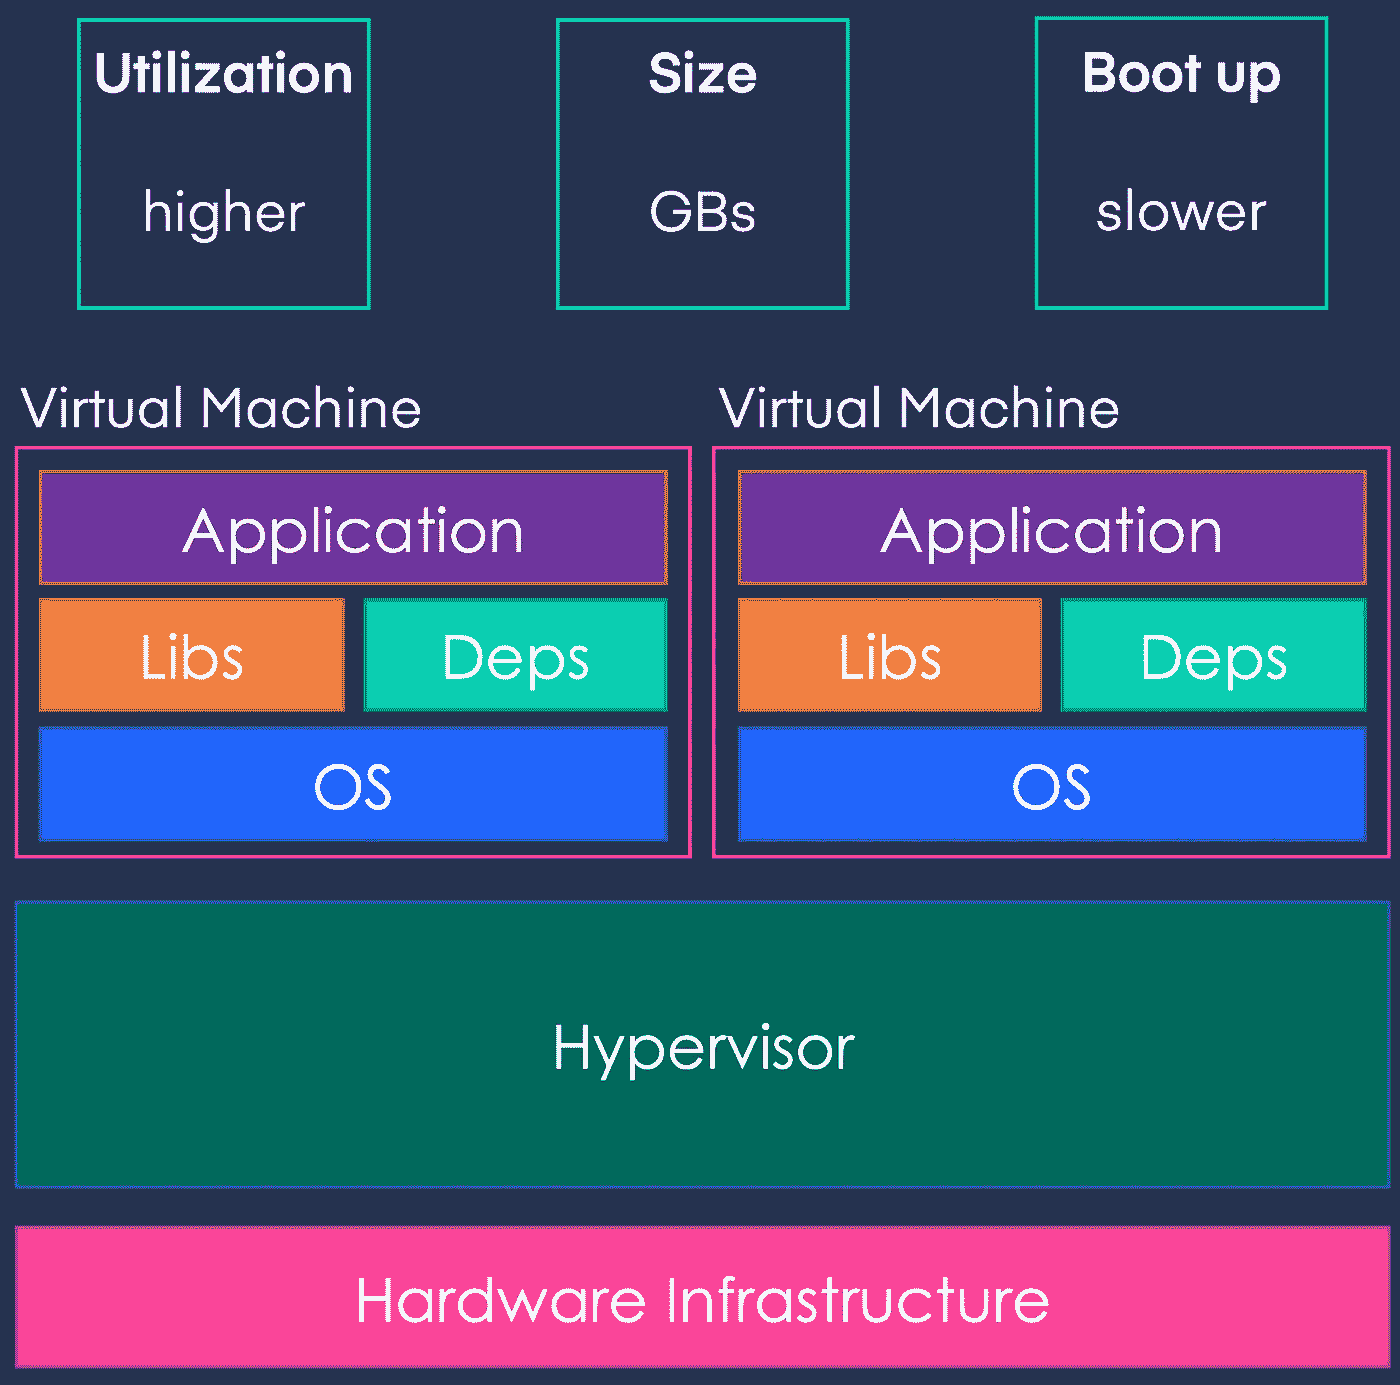 Utilization
higher
Size
GBs
Boot up
slower
Virtual Machine
Application
Libs
Deps
OS
Virtual Machine
Application
Libs
Deps
OS
Hypervisor
Hardware Infrastructure